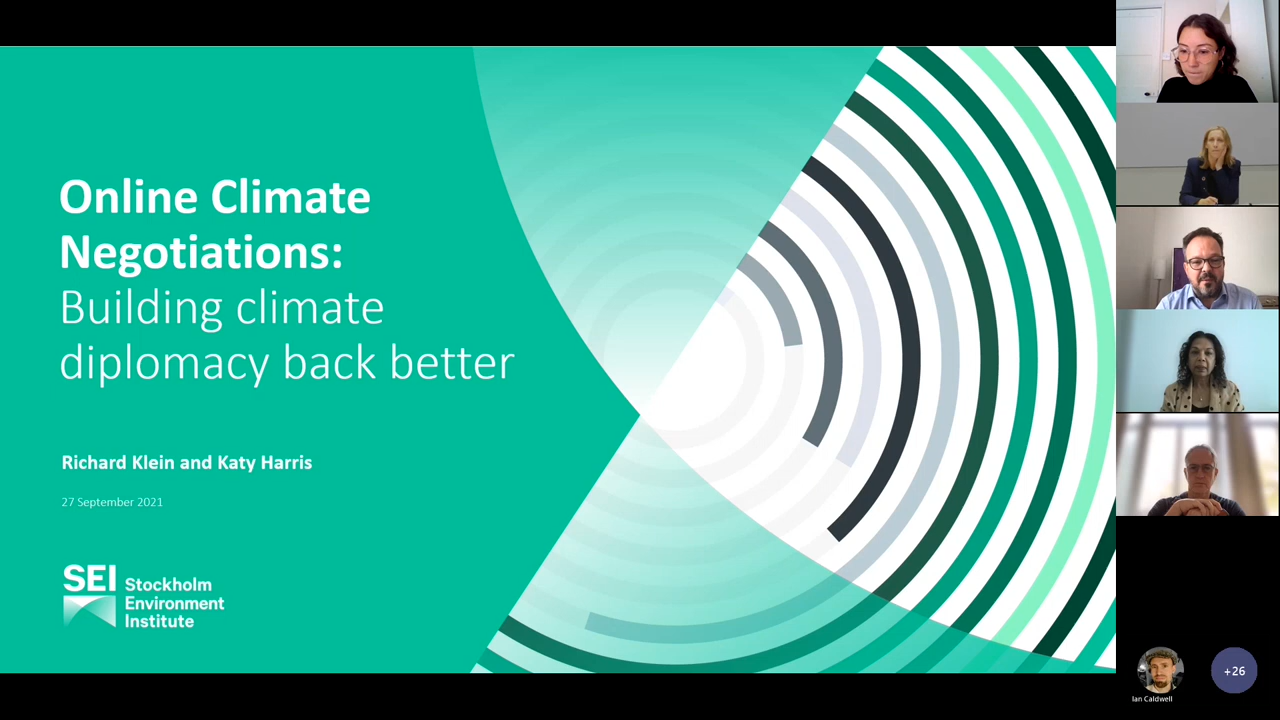 Online Climate
Negotiations:
Building climate
diplomacy back better
Richard Klein and Katy Harris
27 September 2021
SEI Stockholm
Environment
Institute
Ian Caldwell
+26